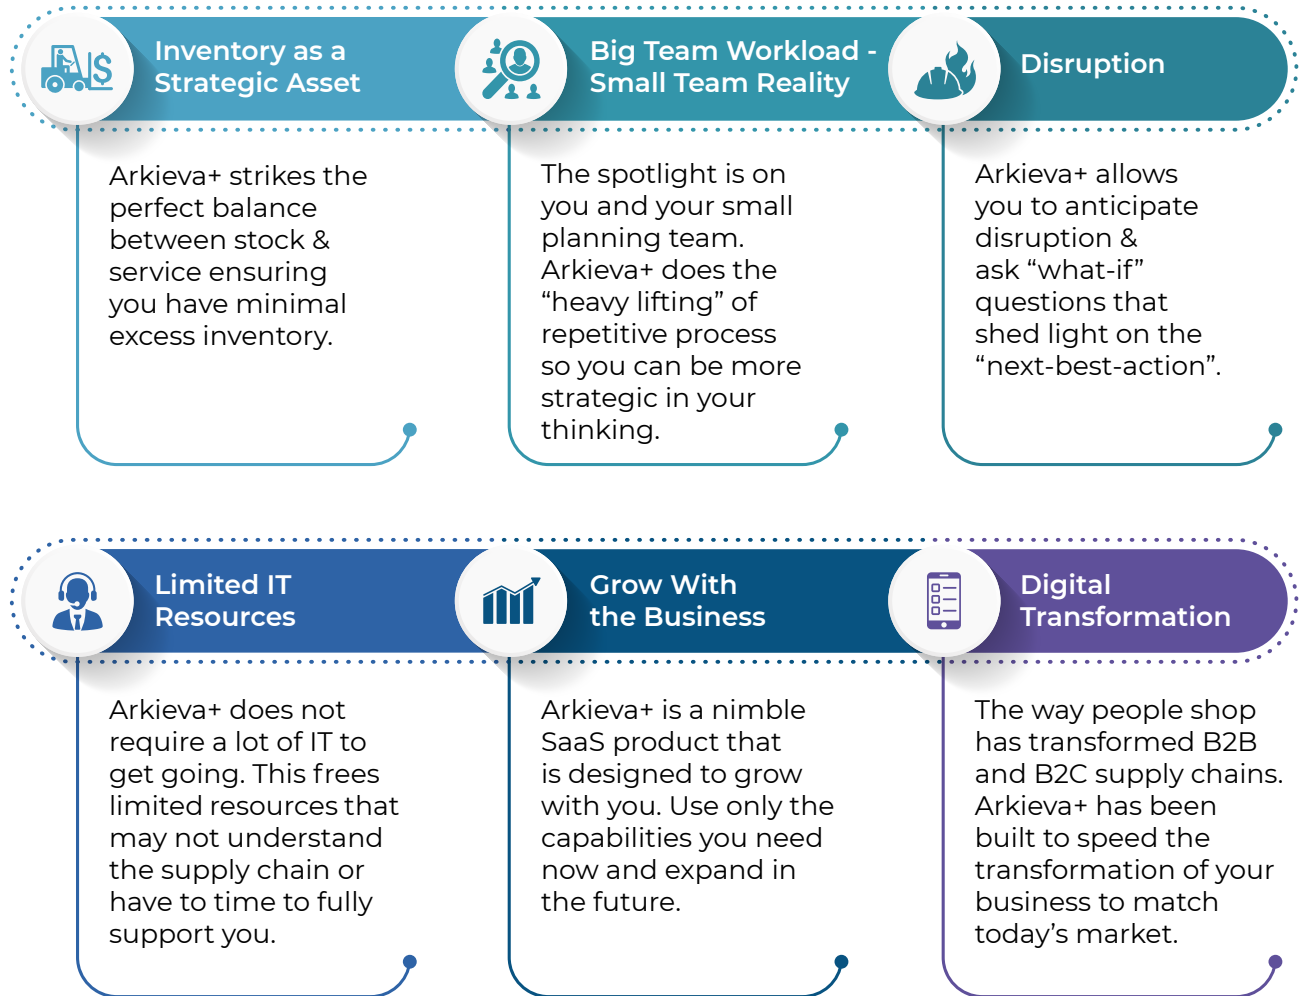 Inventory as a
Strategic Asset
Arkieva+ strikes the
perfect balance
between stock &
service ensuring
you have minimal
excess inventory.
Big Team Workload -
Small Team Reality
The spotlight is on
you and your small
planning team.
Arkieva+ does the
“heavy lifting” of
repetitive process
so you can be more
strategic in your
thinking.
Disruption
Arkieva+ allows
you to anticipate
disruption &
ask “what-if”
questions that
shed light on the
“next-best-action”.
Limited IT
Resources
Arkieva+ does not
require a lot of IT to
get going. This frees
limited resources that
may not understand
the supply chain or
have to time to fully
support you.
Grow With
the Business
Arkieva+ is a nimble
SaaS product that
is designed to grow
with you. Use only the
capabilities you need
now and expand in
the future.
Digital
Transformation
The way people shop
has transformed B2B
and B2C supply chains.
Arkieva+ has been
built to speed the
transformation of your
business to match
today’s market.